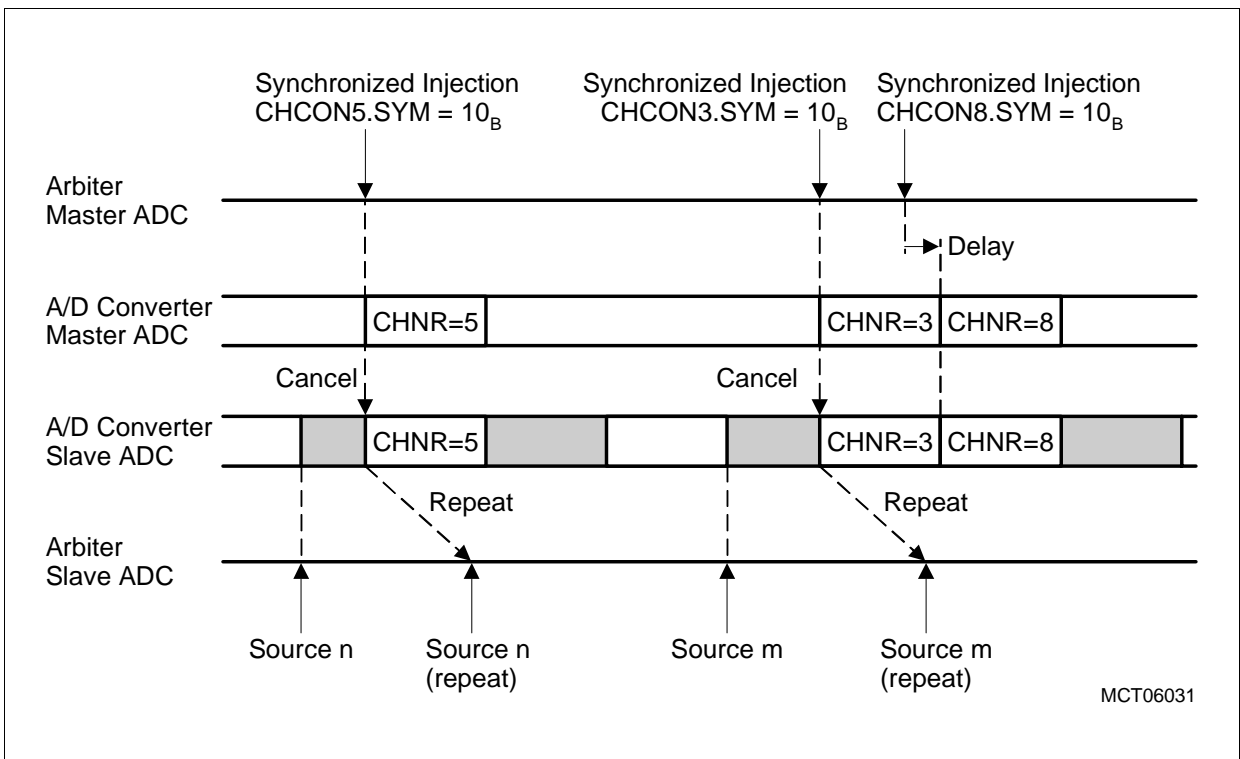 Synchronized Injection
CHCON5.SYM = 10B
Synchronized Injection
CHCON3.SYM = 10B
Synchronized Injection
CHCON8.SYM = 10B
Arbiter
Master ADC
Delay
A/D Converter
Master ADC
CHNR=5
CHNR=3
CHNR=8
Cancel
Cancel
A/D Converter
Slave ADC
CHNR=5
CHNR=3
CHNR=8
Repeat
Repeat
Arbiter
Slave ADC
Source n
Source n
(repeat)
Source m
Source m
(repeat)
MCT06031